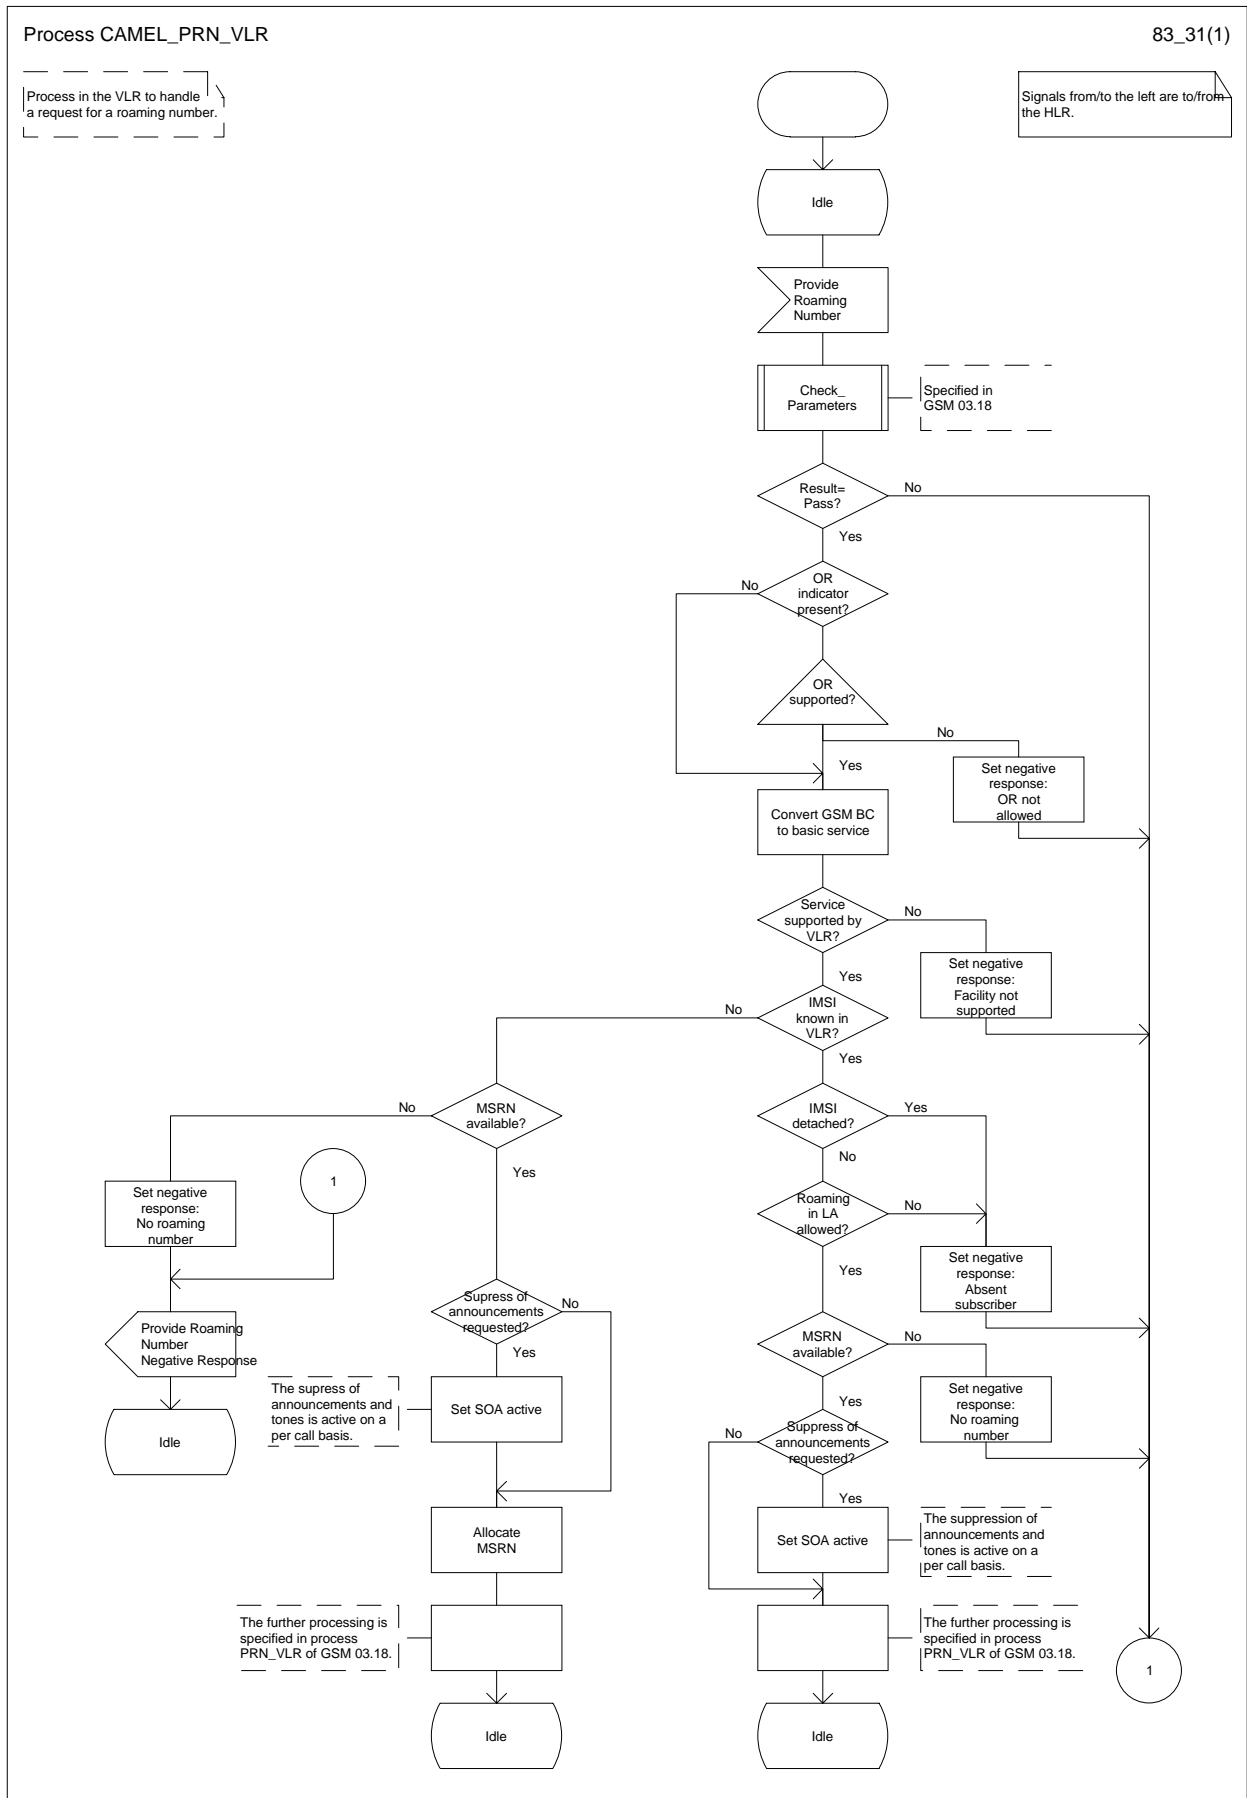 Process CAMEL_PRN_VLR
83_31(1)
Process in the VLR to handle
a request for a roaming number.
Signals from/to the left are to/from
the HLR.
Idle
Provide
Roaming
Number
Check_
Parameters
Specified in
GSM 03.18
Result=
Pass?
No
Yes
OR
indicator
present?
No
OR
supported?
No
Yes
Set negative
response:
OR not
allowed
Convert GSM BC
to basic service
Service
supported by
VLR?
No
Yes
Set negative
response:
Facility not
supported
IMSI
known in
VLR?
No
Yes
MSRN
available?
No
Yes
IMSI
detached?
Yes
No
1
Set negative
response:
No roaming
number
Roaming
in LA
allowed?
No
Yes
Set negative
response:
Absent
subscriber
Supress of
announcements
requested?
No
Yes
Provide Roaming
Number
Negative Response
MSRN
available?
No
Yes
The supress of
announcements and
tones is active on a
per call basis.
Set SOA active
Set negative
response:
No roaming
number
Idle
Suppress of
announcements
requested?
No
Yes
Allocate
MSRN
Set SOA active
The suppression of
announcements and
tones is active on a
per call basis.
The further processing is
specified in process
PRN_VLR of GSM 03.18.
The further processing is
specified in process
PRN_VLR of GSM 03.18.
1
Idle
Idle